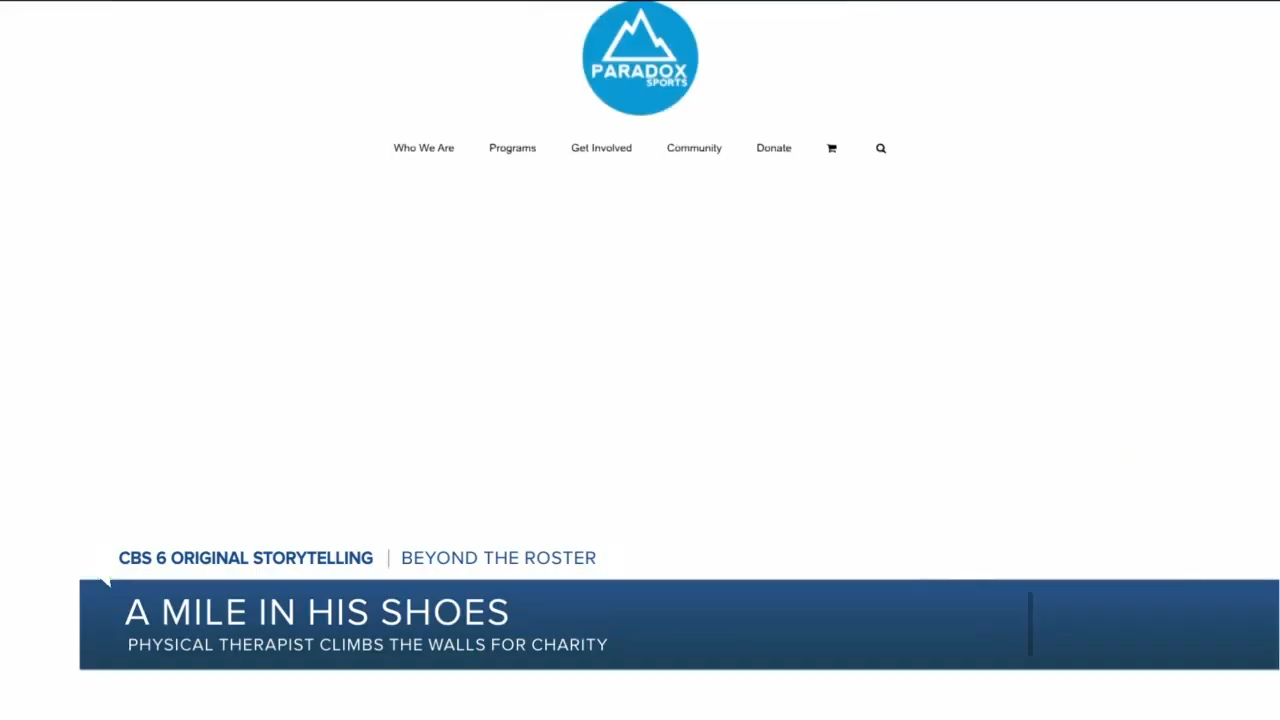 PARADOX
SPORTS
Who We Are Programs Get Involved Community Donate
CBS 6 ORIGINAL STORYTELLING | BEYOND THE ROSTER
A MILE IN HIS SHOES
PHYSICAL THERAPIST CLIMBS THE WALLS FOR CHARITY